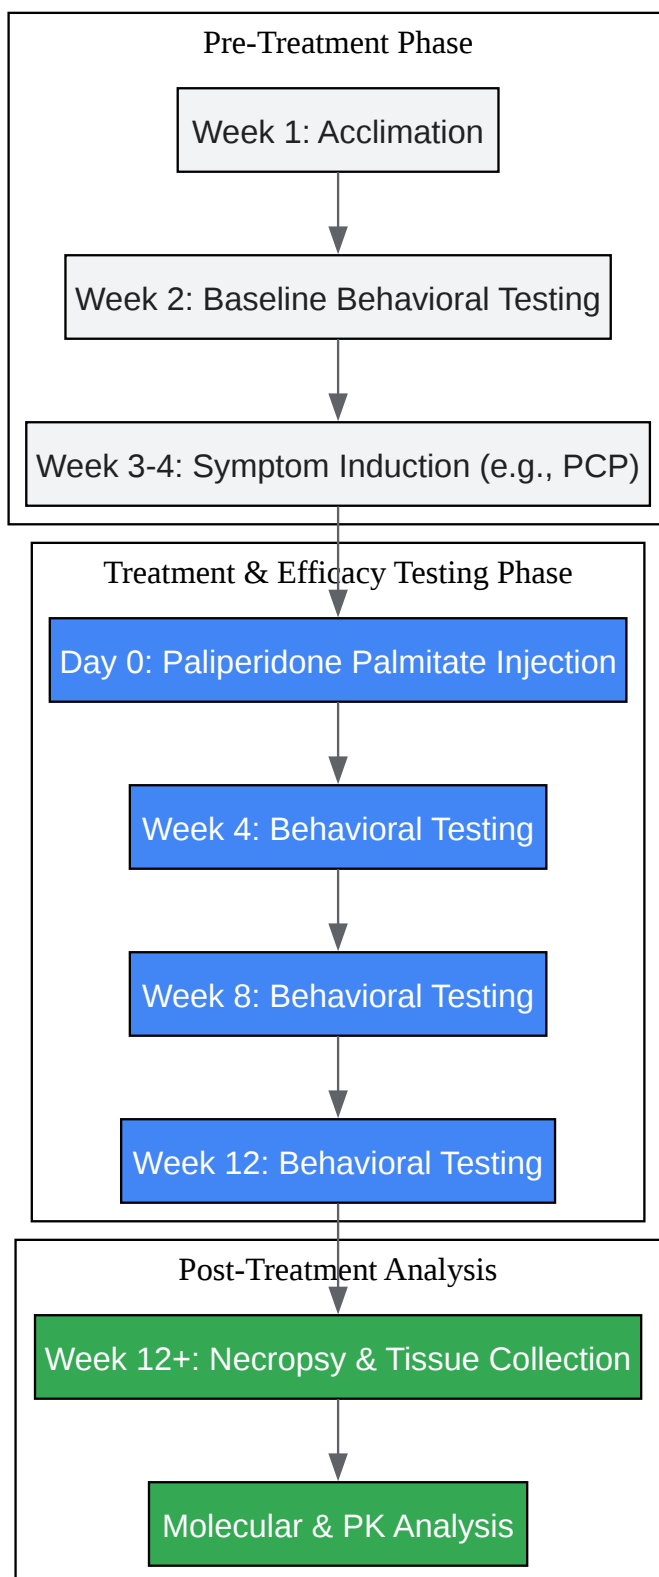 Pre-Treatment Phase
Week 1: Acclimation
Week 2: Baseline Behavioral Testing
Week 3-4: Symptom Induction (e.g., PCP)
Treatment & Efficacy Testing Phase
Day 0: Paliperidone Palmitate Injection
Week 4: Behavioral Testing
Week 8: Behavioral Testing
Week 12: Behavioral Testing
Post-Treatment Analysis
Week 12+: Necropsy & Tissue Collection
Molecular & PK Analysis